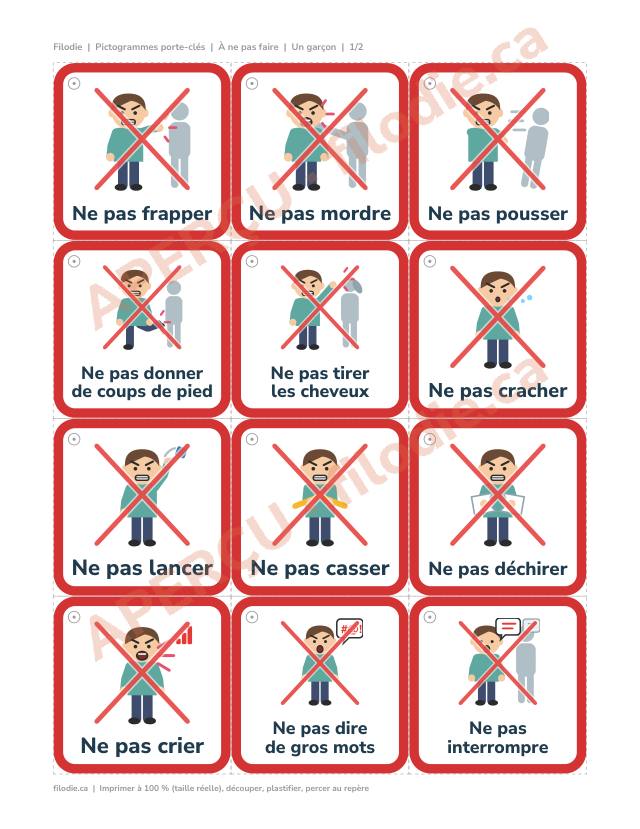 Filodie | Pictogrammes porte-clés | À ne pas faire | Un garçon | 1/2
Ne pas frapper
Ne pas mordre
Ne pas pousser
Ne pas donner
de coups de pied
Ne pas tirer
les cheveux
Ne pas cracher
Ne pas lancer
Ne pas casser
Ne pas déchirer
Ne pas crier
#@!
Ne pas dire
de gros mots
Ne pas
interrompre
APERÇU · filodie.ca
APERÇU · filodie.ca
filodie.ca | Imprimer à 100 % (taille réelle), découper, plastifier, percer au repère